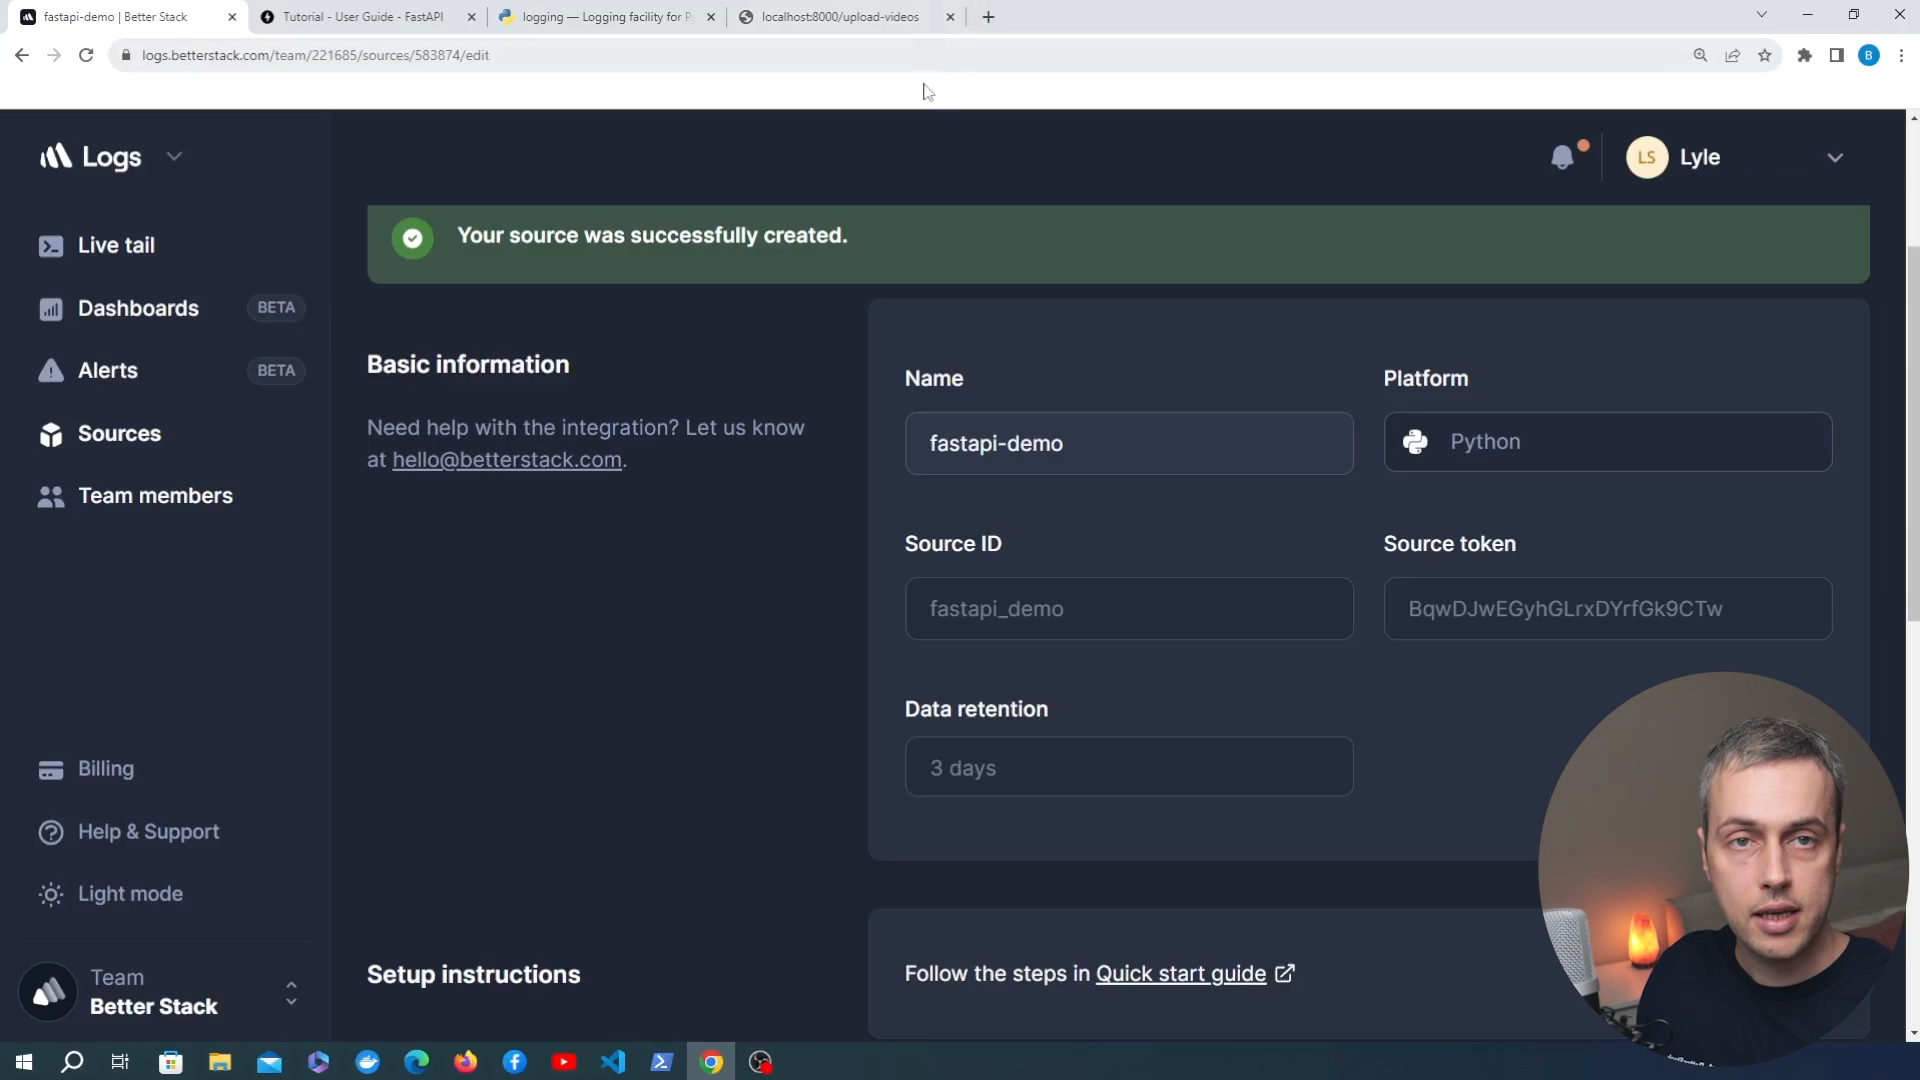 fastapi-demo | Better Stack
Tutorial - User Guide - FastAPI
logging — Logging facility for P
localhost:8000/upload-videos
logs.betterstack.com/team/221685/sources/583874/edit
B
Logs
LS
Lyle
Live tail
Your source was successfully created.
Dashboards
BETA
Alerts
BETA
Sources
Team members
Basic information
Need help with the integration? Let us know
at hello@betterstack.com.
Name
Platform
fastapi-demo
Python
Source ID
Source token
fastapi_demo
BqwDJwEGyhGLrxDYrfGk9CTw
Data retention
3 days
Billing
Help & Support
Light mode
Team
Better Stack
Setup instructions
Follow the steps in Quick start guide